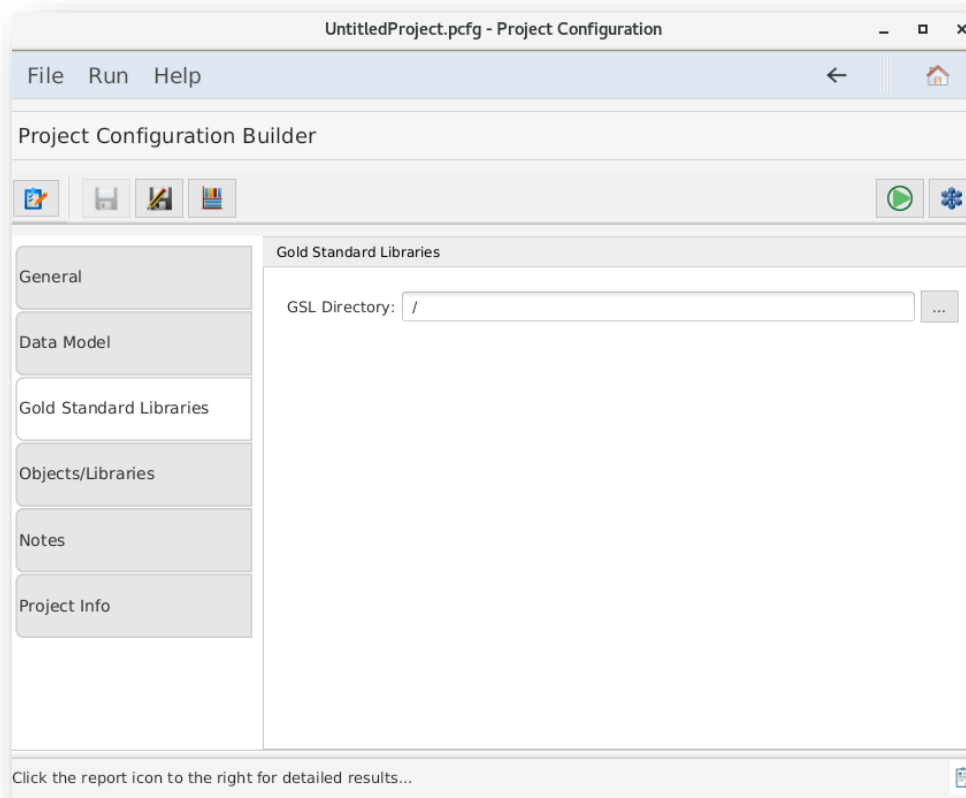 UntitledProject.pcfg - Project Configuration
File Run Help
Project Configuration Builder
General
Data Model
Gold Standard Libraries
Objects/Libraries
Notes
Project Info
Gold Standard Libraries
GSL Directory: /
...
Click the report icon to the right for detailed results...